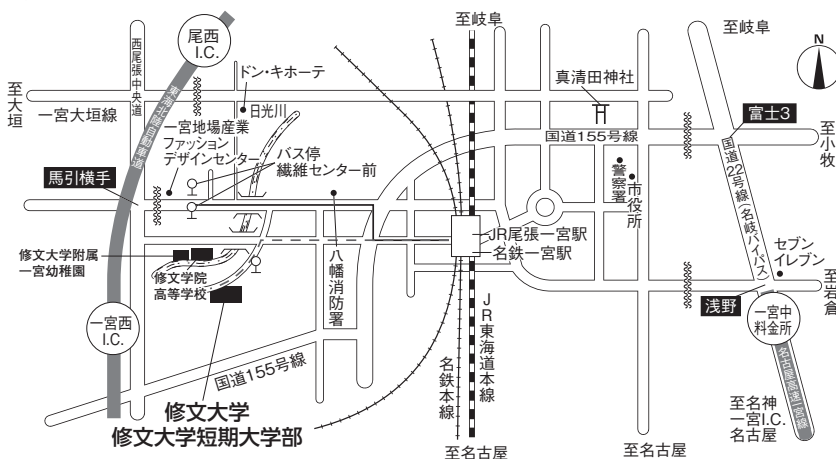 尾西
I.C.
西尾張中央道
東海北陸自動車道
至大垣
一宮大垣線
ドン・キホーテ
日光川
一宮地場産業
ファッション
デザインセンター
バス停
繊維センター前
馬引横手
修文大学附属
一宮幼稚園
修文学院
高等学校
一宮西
I.C.
国道155号線
修文大学
修文大学短期大学部
八幡消防署
名鉄本線
JR東海道本線
至岐阜
JR尾張一宮駅
名鉄一宮駅
至名古屋
真清田神社
国道155号線
警察署
市役所
至岐阜
N
富士3
至小牧
国道22号線(名岐バイパス)
セブン
イレブン
至岩倉
浅野
一宮中
料金所
名古屋高速一宮線
至名神
一宮I.C.
名古屋
至名古屋